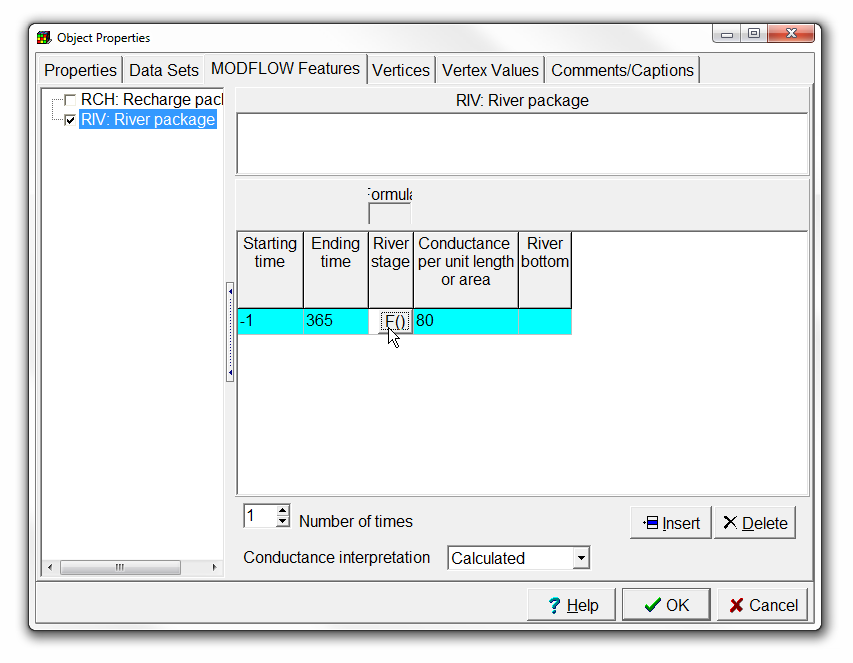 Object Properties
Properties Data Sets MODFLOW Features Vertices Vertex Values Comments/Captions
RCH: Recharge pac
RIV: River package
RIV: River package
Formula
Starting time
Ending time
River stage
Conductance per unit length or area
River bottom
-1 365 F() 80
1 Number of times
Insert Delete
Conductance interpretation Calculated
? Help OK Cancel